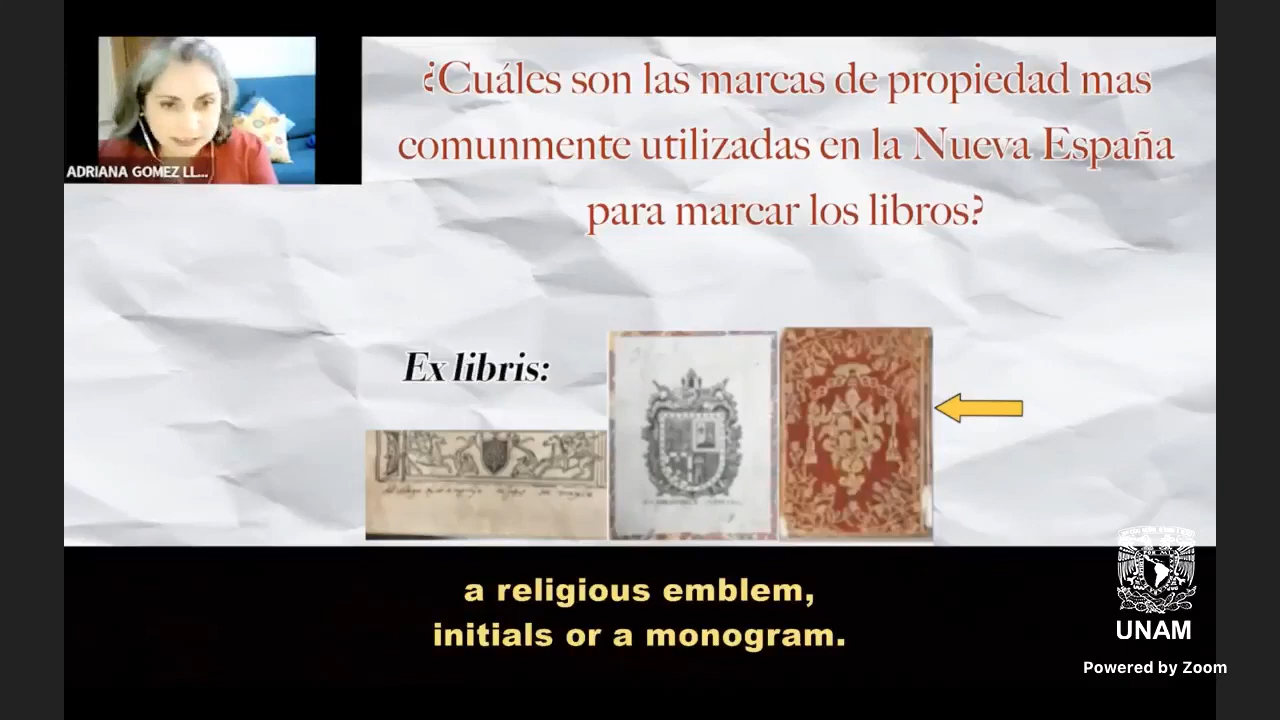 ¿Cuáles son las marcas de propiedad mas
comunmente utilizadas en la Nueva España
para marcar los libros?
ADRIANA GOMEZ LL...
Ex libris:
a religious emblem,
initials or a monogram.
UNAM
Powered by Zoom